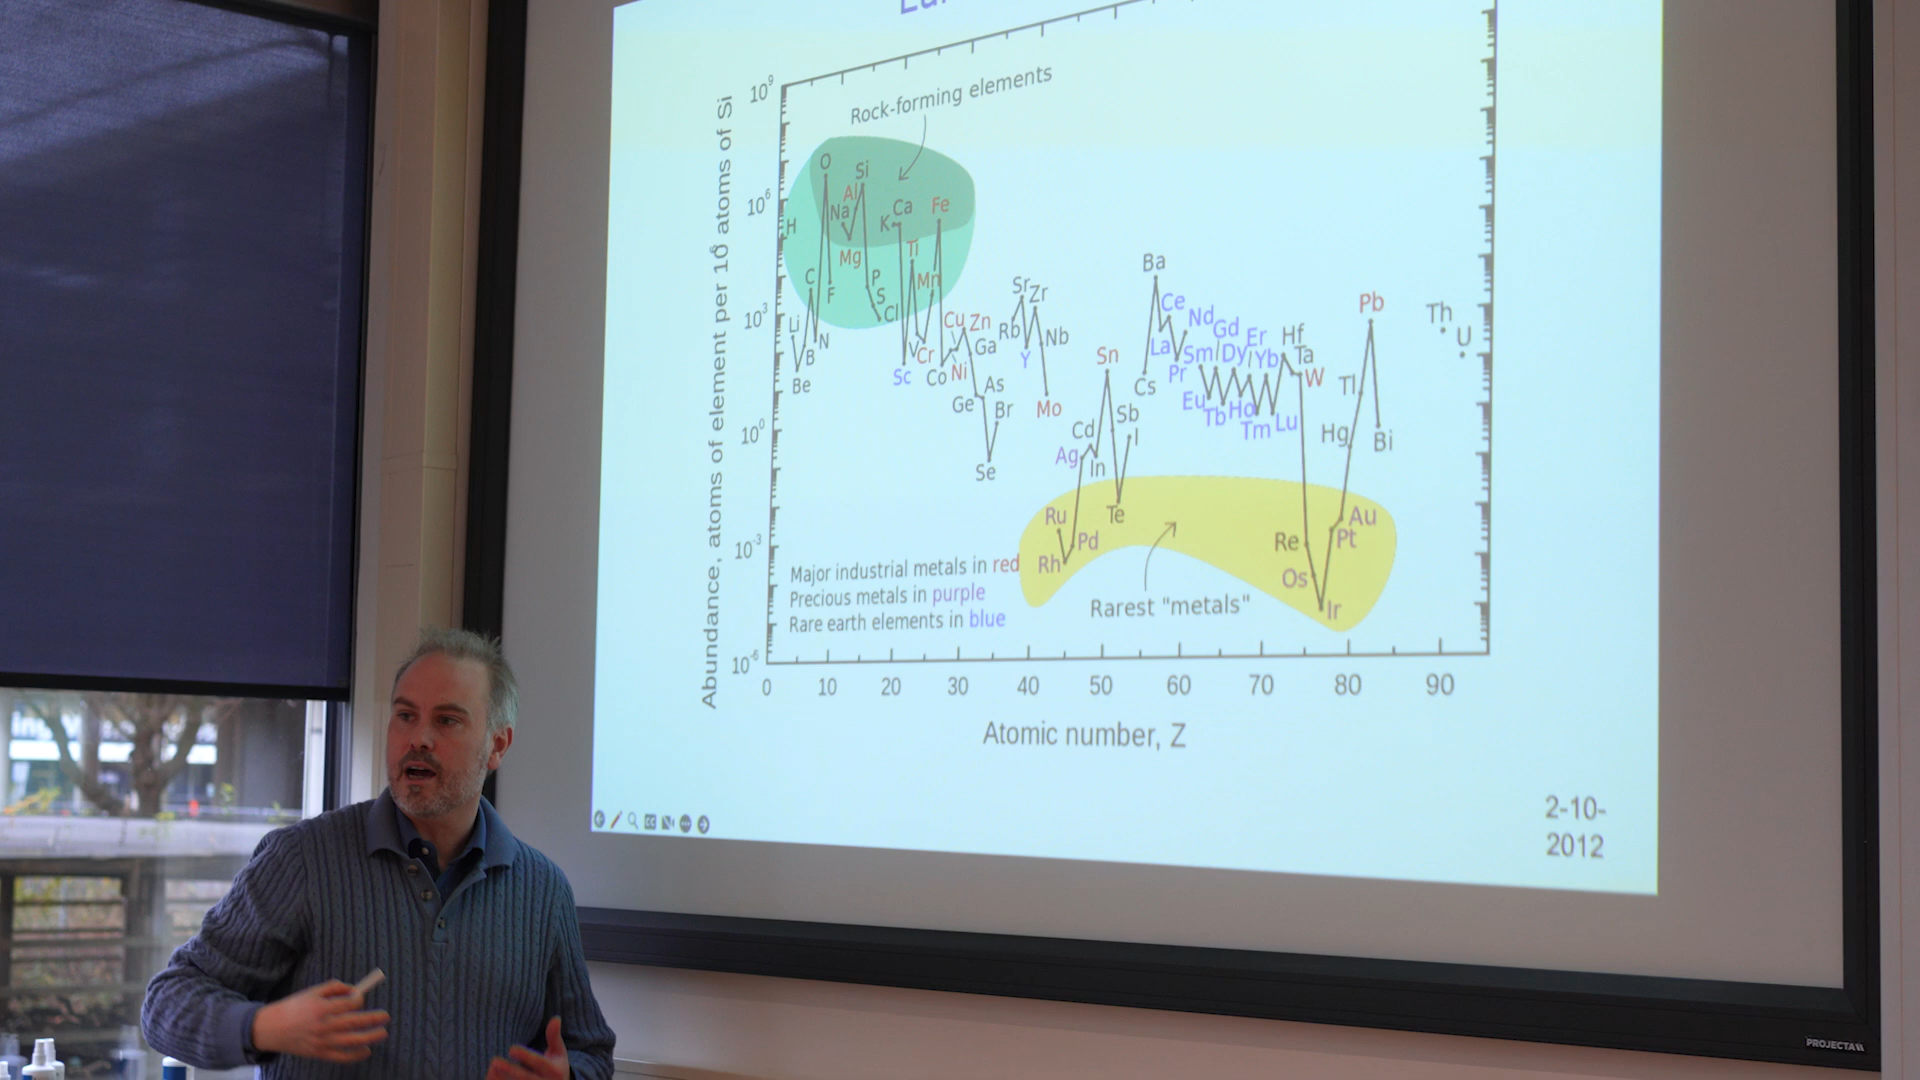 Rock-forming elements
Abundance, atoms of element per 10⁶ atoms of Si
10⁹
10⁶
10³
10⁰
10⁻³
10⁻⁶
H
Li
Be
B
C
N
O
F
Na
Mg
Al
Si
P
S
Cl
K
Ca
Sc
Ti
V
Cr
Mn
Fe
Co
Ni
Cu
Zn
Ga
Ge
As
Se
Br
Rb
Sr
Y
Zr
Nb
Mo
Ru
Rh
Pd
Ag
Cd
In
Sn
Sb
Te
I
Cs
Ba
La
Ce
Pr
Nd
Sm
Eu
Gd
Tb
Dy
Ho
Er
Tm
Yb
Lu
Hf
Ta
W
Re
Os
Ir
Pt
Au
Hg
Tl
Pb
Bi
Th
U
Major industrial metals in red
Precious metals in purple
Rare earth elements in blue
Rarest "metals"
0 10 20 30 40 50 60 70 80 90
Atomic number, Z
2-10-
2012
PROJECTA